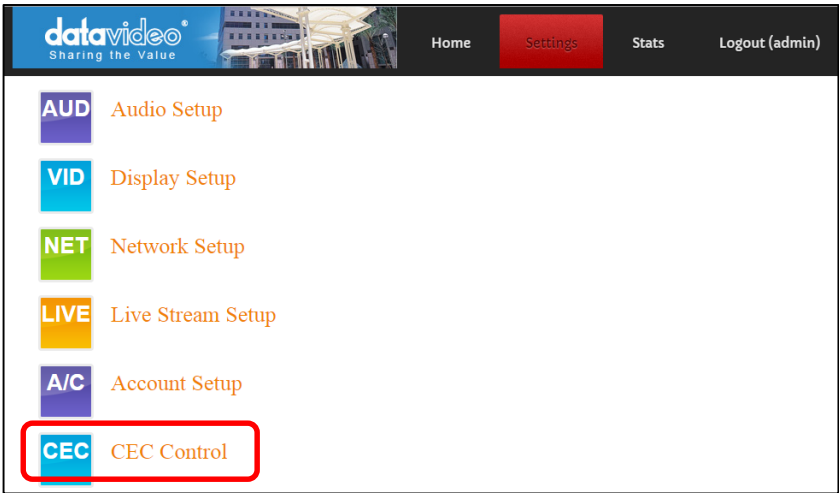 datavideo®
Sharing the Value
Home Settings Stats Logout (admin)
AUD Audio Setup
VID Display Setup
NET Network Setup
LIVE Live Stream Setup
A/C Account Setup
CEC CEC Control